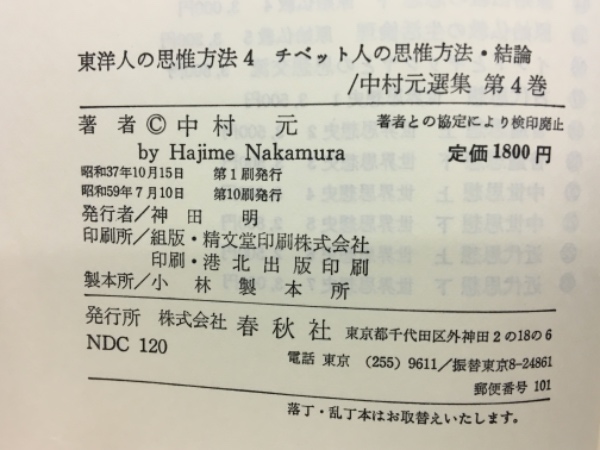 東洋人の思惟方法4 チベット人の思惟方法・結論
/中村元選集 第4巻
著者©中村 元 著者との協定により検印廃止
by Hajime Nakamura 定価1800円
昭和37年10月15日 第1刷発行
昭和59年7月10日 第10刷発行
発行者/神田 明
印刷所/組版・精文堂印刷株式会社
印刷・港北出版印刷
製本所/小林製本所
発行所 株式会社 春秋社 東京都千代田区外神田2の18の6
NDC 120 電話 東京 (255) 9611/振替東京8-24861
郵便番号 101
落丁・乱丁本はお取替えいたします。